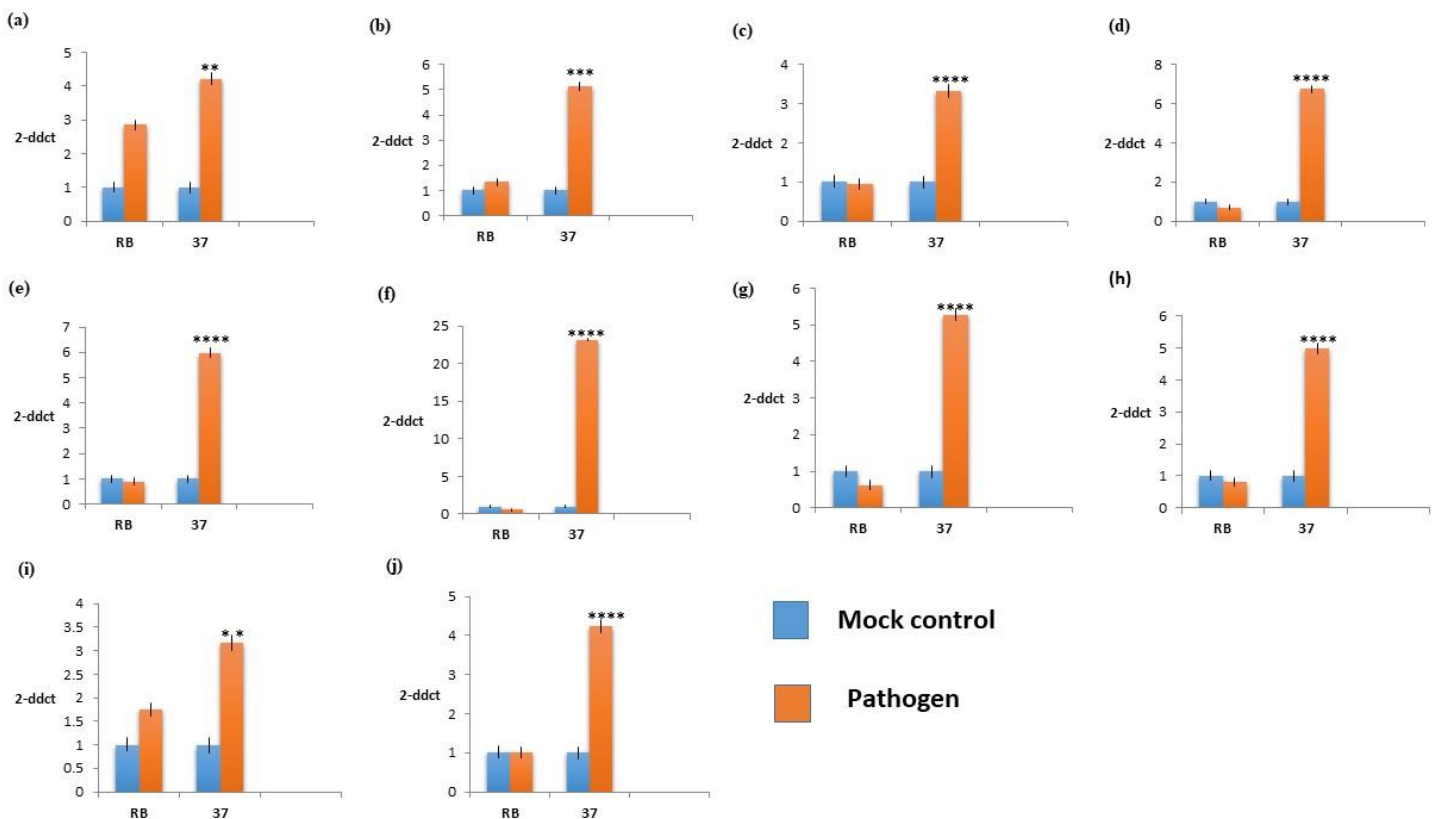 (a)
5
4
3
2
1
0
2-ddct
**
RB 37
(b)
6
5
4
3
2
1
0
2-ddct
***
RB 37
(c)
4
3
2
1
0
2-ddct
****
RB 37
(d)
8
6
4
2
0
2-ddct
****
RB 37
(e)
7
6
5
4
3
2
1
0
2-ddct
****
RB 37
(f)
25
20
15
10
5
0
2-ddct
****
RB 37
(g)
6
5
4
3
2
1
0
2-ddct
****
RB 37
(h)
6
5
4
3
2
1
0
2-ddct
****
RB 37
(i)
4
3.5
3
2.5
2
1.5
1
0.5
0
2-ddct
**
RB 37
(j)
5
4
3
2
1
0
2-ddct
****
RB 37
Mock control
Pathogen